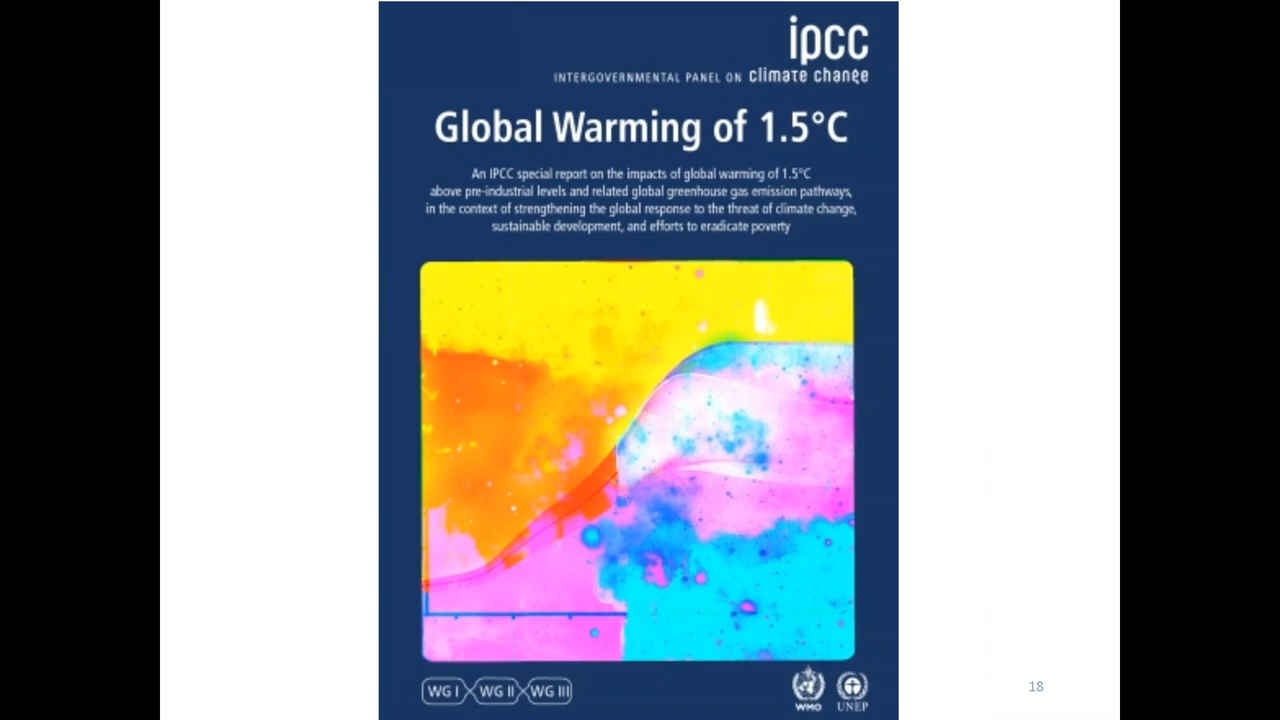 ipcc
INTERGOVERNMENTAL PANEL ON climate change
Global Warming of 1.5°C
An IPCC special report on the impacts of global warming of 1.5°C
above pre-industrial levels and related global greenhouse gas emission pathways,
in the context of strengthening the global response to the threat of climate change,
sustainable development, and efforts to eradicate poverty
WG I WG II WG III
WMO UNEP
18